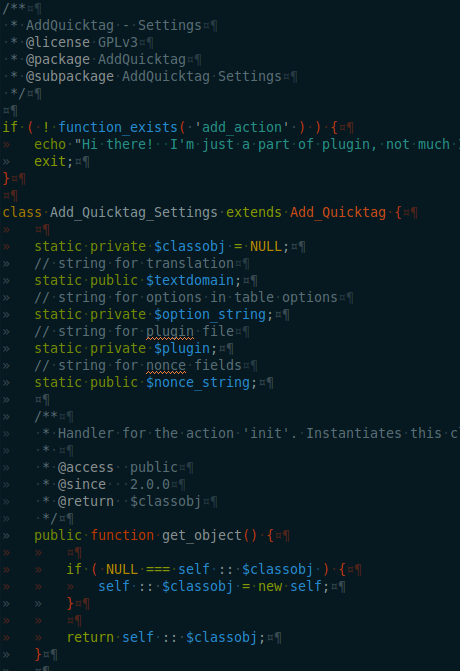 /**
 * AddQuicktag - Settings
 * @license GPLv3
 * @package AddQuicktag
 * @subpackage AddQuicktag Settings
 */

if ( ! function_exists( 'add_action' ) ) {
	echo "Hi there!  I'm just a part of plugin, not much
	exit;
}

class Add_Quicktag_Settings extends Add_Quicktag {
	
	static private $classobj = NULL;
	// string for translation
	static public $textdomain;
	// string for options in table options
	static private $option_string;
	// string for plugin file
	static private $plugin;
	// string for nonce fields
	static public $nonce_string;
	
	/**
	 * Handler for the action 'init'. Instantiates this
	 *
	 * @access  public
	 * @since   2.0.0
	 * @return  $classobj
	 */
	public function get_object() {
		
		if ( NULL === self :: $classobj ) {
			self :: $classobj = new self;
		}
		
		return self :: $classobj;
	}